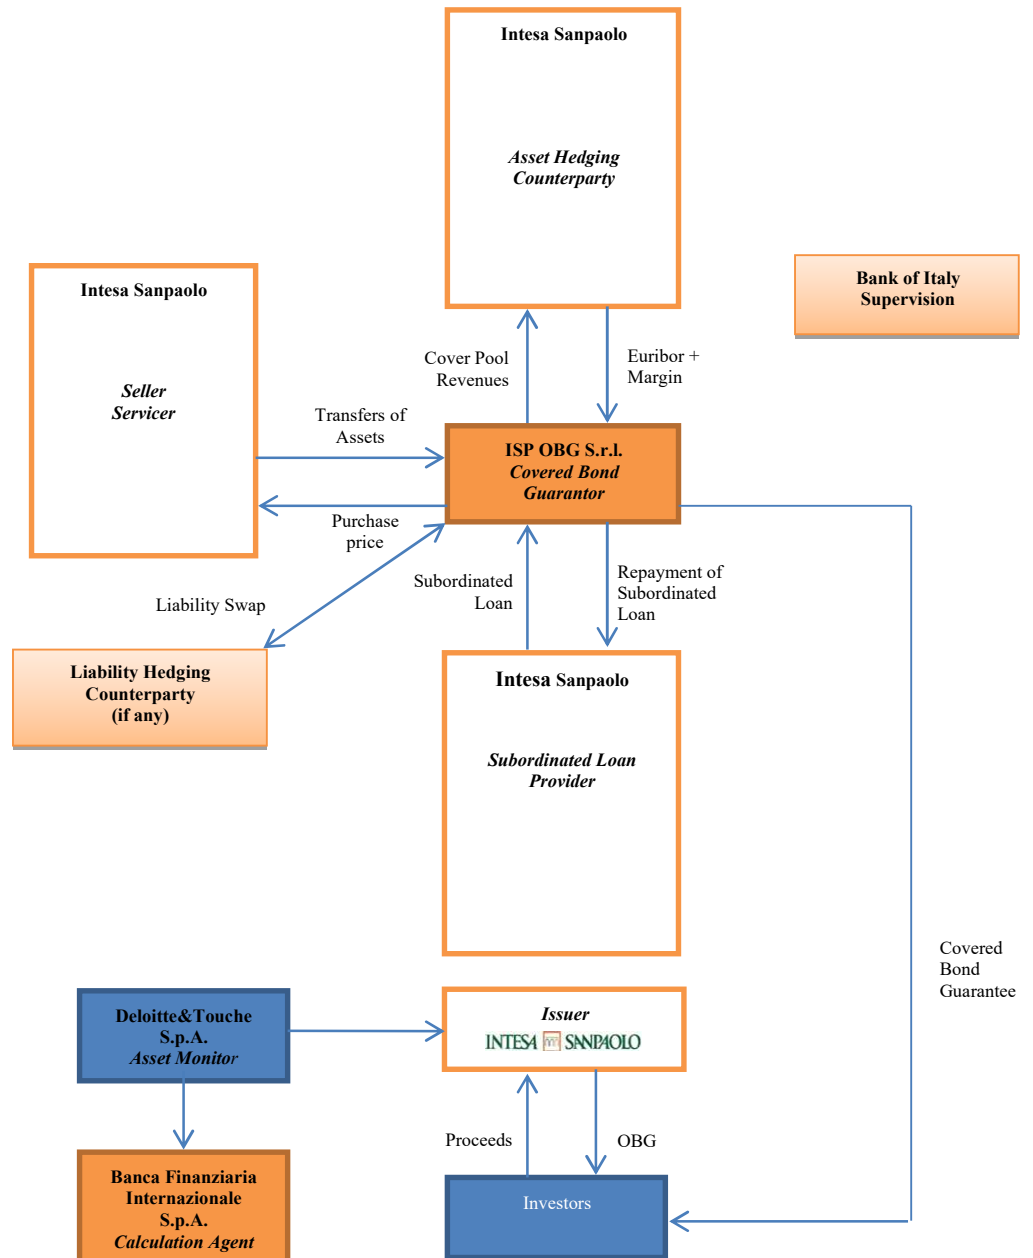 Intesa Sanpaolo
Asset Hedging
Counterparty
Intesa Sanpaolo
Seller
Servicer
Bank of Italy
Supervision
Cover Pool
Revenues
Euribor +
Margin
Transfers of
Assets
ISP OBG S.r.l.
Covered Bond
Guarantor
Purchase
price
Subordinated
Loan
Repayment of
Subordinated
Loan
Liability Swap
Liability Hedging
Counterparty
(if any)
Intesa Sanpaolo
Subordinated Loan
Provider
Covered
Bond
Guarantee
Deloitte&Touche
S.p.A.
Asset Monitor
Issuer
INTESA SANPAOLO
Proceeds
OBG
Banca Finanziaria
Internazionale
S.p.A.
Calculation Agent
Investors